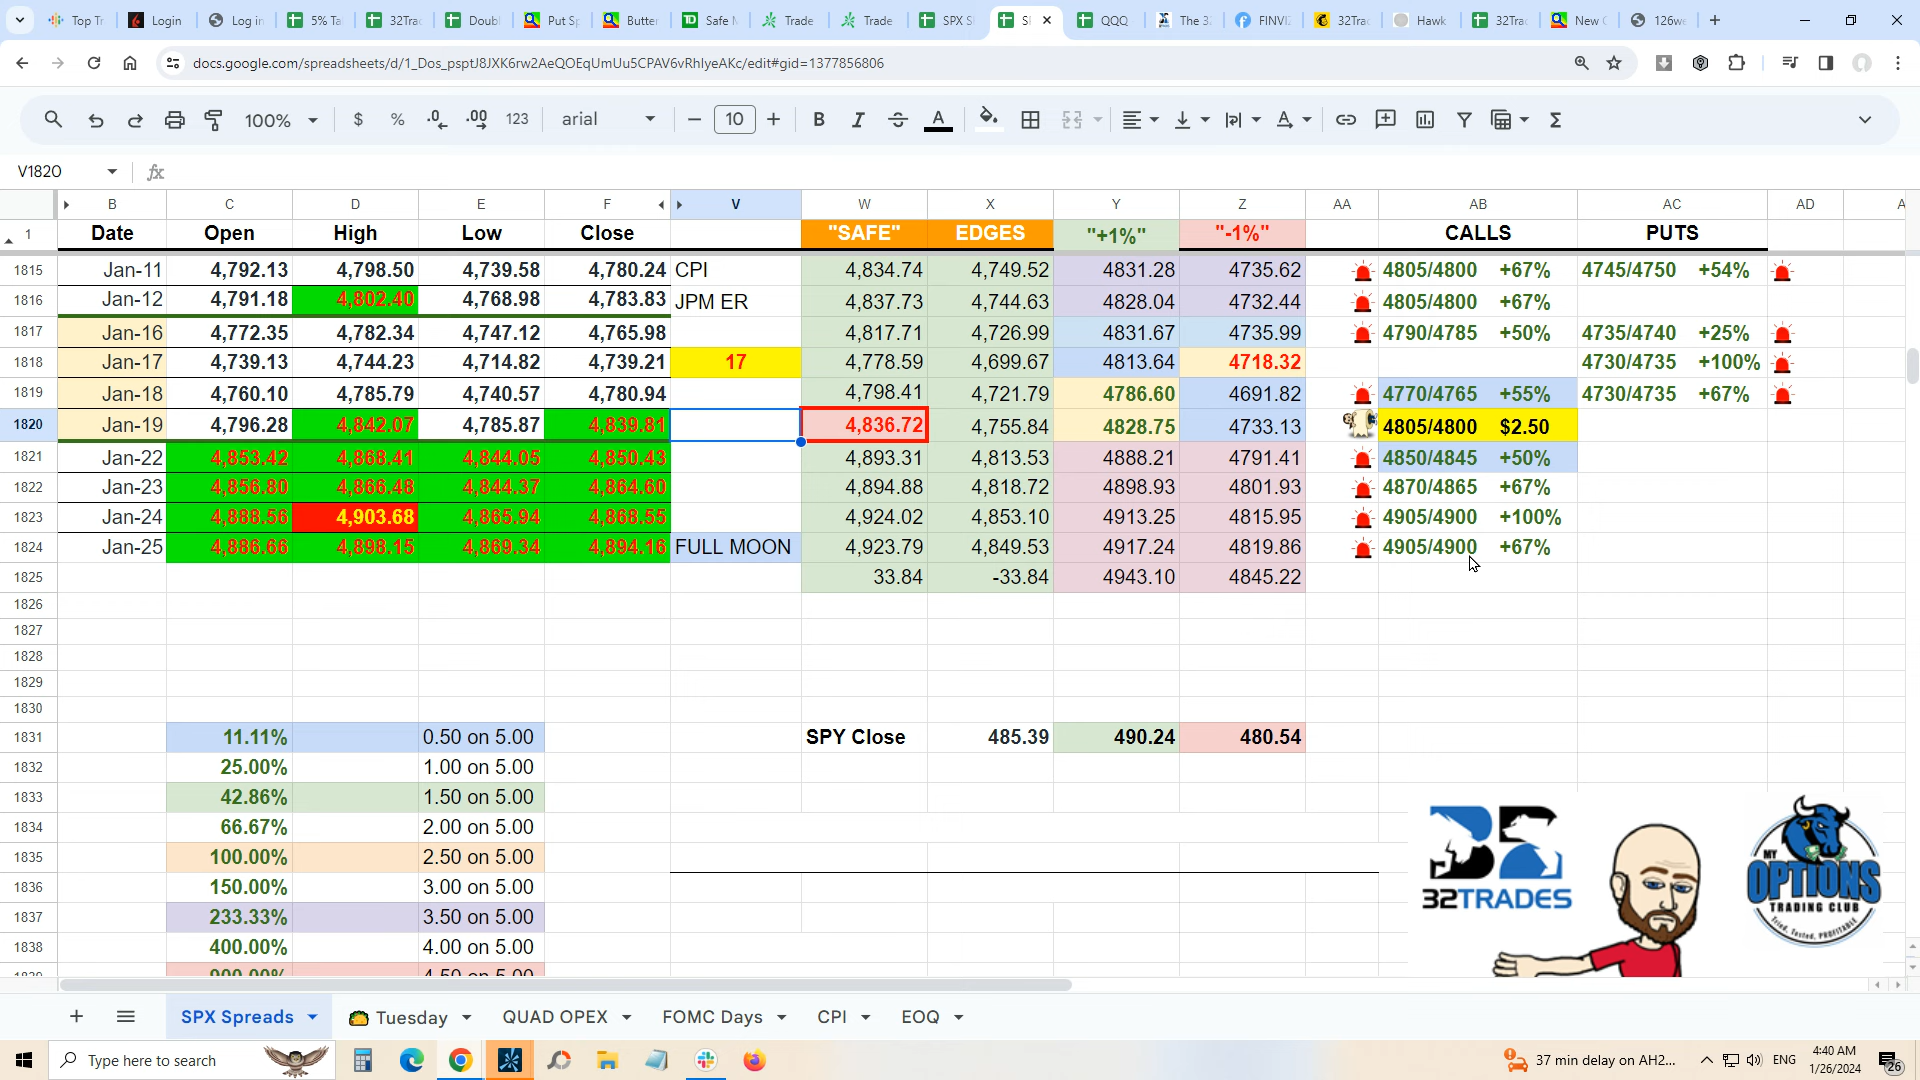 Top Tr
Login
Log in
5% Ta
32Trad
Doub
Put Sp
Butter
TD
Safe M
Trade
Trade
SPX S
S
QQQ
The 32
FINVIZ
32Trad
Hawk
32Trad
New C
126we
docs.google.com/spreadsheets/d/1_Dos_psptJ8JXK6rw2AeQOEqUmUu5CPAV6vRhIyeAKc/edit#gid=1377856806
100% $ % .0 .00 123 arial 10 B I A
V1820
fx
B C D E F V W X Y Z AA AB AC AD A
1 Date Open High Low Close "SAFE" EDGES "+1%" "-1%" CALLS PUTS
1815 Jan-11 4,792.13 4,798.50 4,739.58 4,780.24 CPI 4,834.74 4,749.52 4831.28 4735.62 4805/4800 +67% 4745/4750 +54%
1816 Jan-12 4,791.18 4,802.40 4,768.98 4,783.83 JPM ER 4,837.73 4,744.63 4828.04 4732.44 4805/4800 +67%
1817 Jan-16 4,772.35 4,782.34 4,747.12 4,765.98 4,817.71 4,726.99 4831.67 4735.99 4790/4785 +50% 4735/4740 +25%
1818 Jan-17 4,739.13 4,744.23 4,714.82 4,739.21 17 4,778.59 4,699.67 4813.64 4718.32 4730/4735 +100%
1819 Jan-18 4,760.10 4,785.79 4,740.57 4,780.94 4,798.41 4,721.79 4786.60 4691.82 4770/4765 +55% 4730/4735 +67%
1820 Jan-19 4,796.28 4,842.07 4,785.87 4,839.81 4,836.72 4,755.84 4828.75 4733.13 4805/4800 $2.50
1821 Jan-22 4,853.42 4,868.41 4,844.05 4,850.43 4,893.31 4,813.53 4888.21 4791.41 4850/4845 +50%
1822 Jan-23 4,856.80 4,866.48 4,844.37 4,864.60 4,894.88 4,818.72 4898.93 4801.93 4870/4865 +67%
1823 Jan-24 4,888.56 4,903.68 4,865.94 4,868.55 4,924.02 4,853.10 4913.25 4815.95 4905/4900 +100%
1824 Jan-25 4,886.66 4,898.15 4,869.34 4,894.16 FULL MOON 4,923.79 4,849.53 4917.24 4819.86 4905/4900 +67%
1825 33.84 -33.84 4943.10 4845.22
1826
1827
1828
1829
1830
1831 11.11% 0.50 on 5.00 SPY Close 485.39 490.24 480.54
1832 25.00% 1.00 on 5.00
1833 42.86% 1.50 on 5.00
1834 66.67% 2.00 on 5.00
1835 100.00% 2.50 on 5.00
1836 150.00% 3.00 on 5.00
1837 233.33% 3.50 on 5.00
1838 400.00% 4.00 on 5.00
1839 900.00% 4.50 on 5.00
32TRADES
MY
OPTIONS
TRADING CLUB
Tried, Tested, PROFITABLE
SPX Spreads Tuesday QUAD OPEX FOMC Days CPI EOQ
Type here to search
37 min delay on AH2...
ENG
4:40 AM
1/26/2024
26